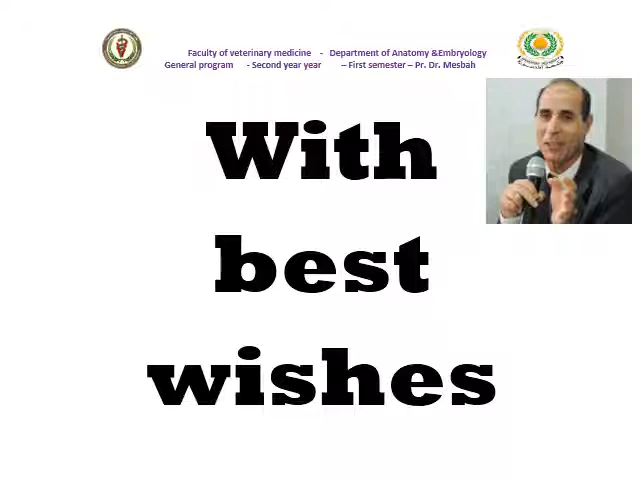 Faculty of veterinary medicine - Department of Anatomy &Embryology
General program - Second year year – First semester – Pr. Dr. Mesbah
With
best
wishes